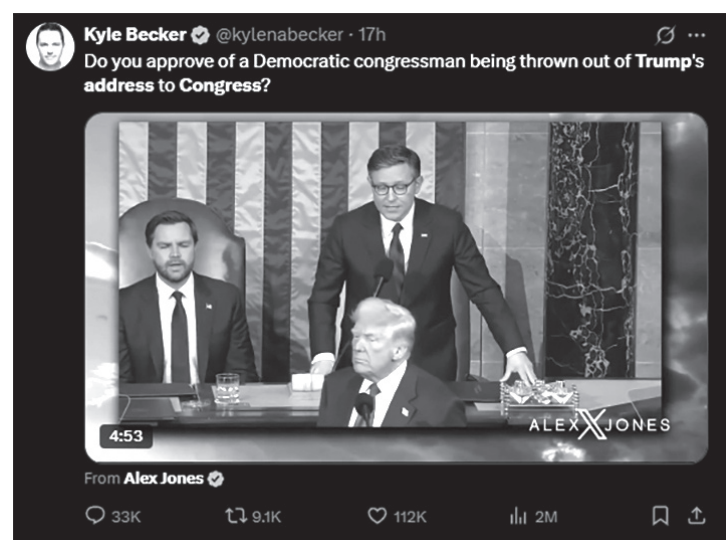 Kyle Becker @kylenabecker · 17h
Do you approve of a Democratic congressman being thrown out of Trump's
address to Congress?
ALEX X JONES
4:53
From Alex Jones
33K 9.1K 112K 2M